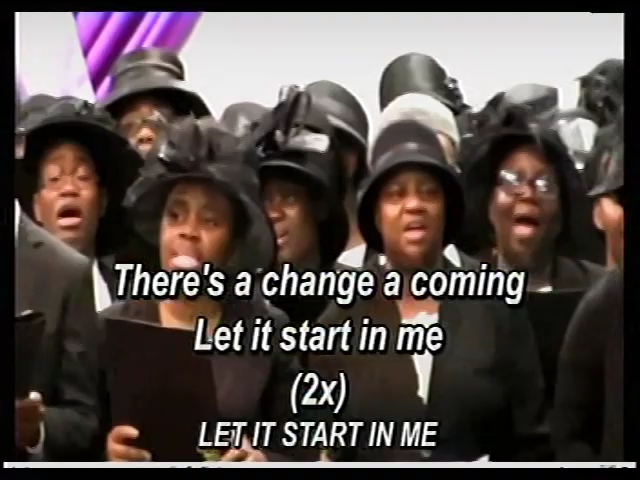 There's a change a coming
Let it start in me
(2x)
LET IT START IN ME